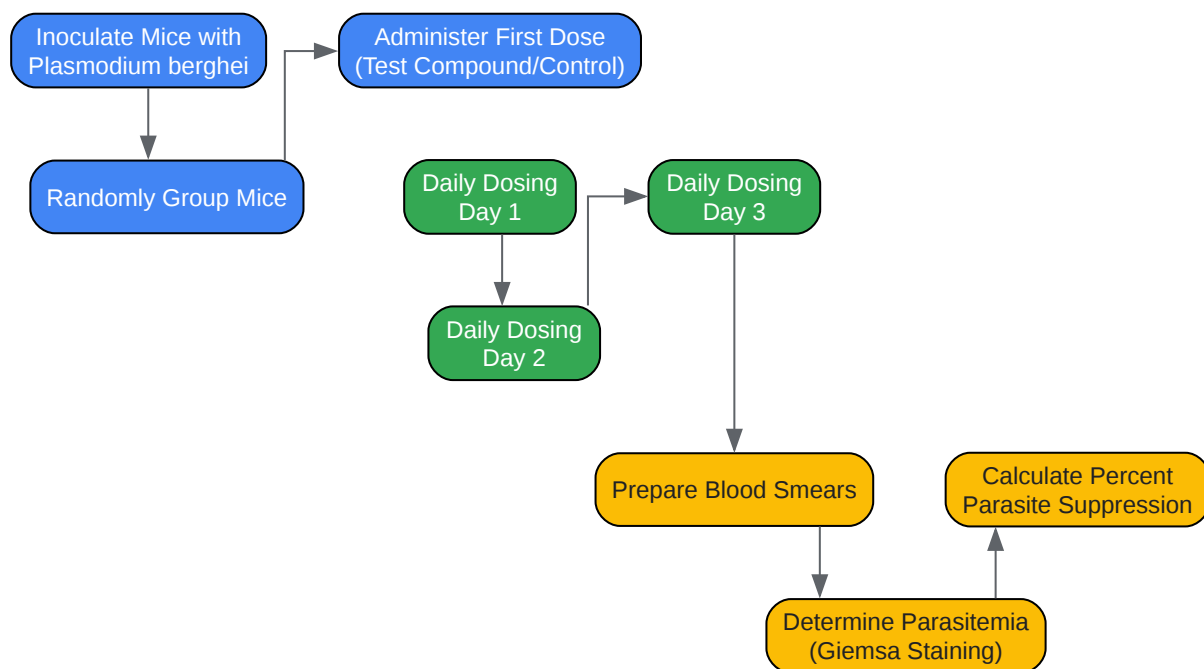 Inoculate Mice with
Plasmodium berghei
Administer First Dose
(Test Compound/Control)
Randomly Group Mice
Daily Dosing
Day 1
Daily Dosing
Day 2
Daily Dosing
Day 3
Prepare Blood Smears
Determine Parasitemia
(Giemsa Staining)
Calculate Percent
Parasite Suppression